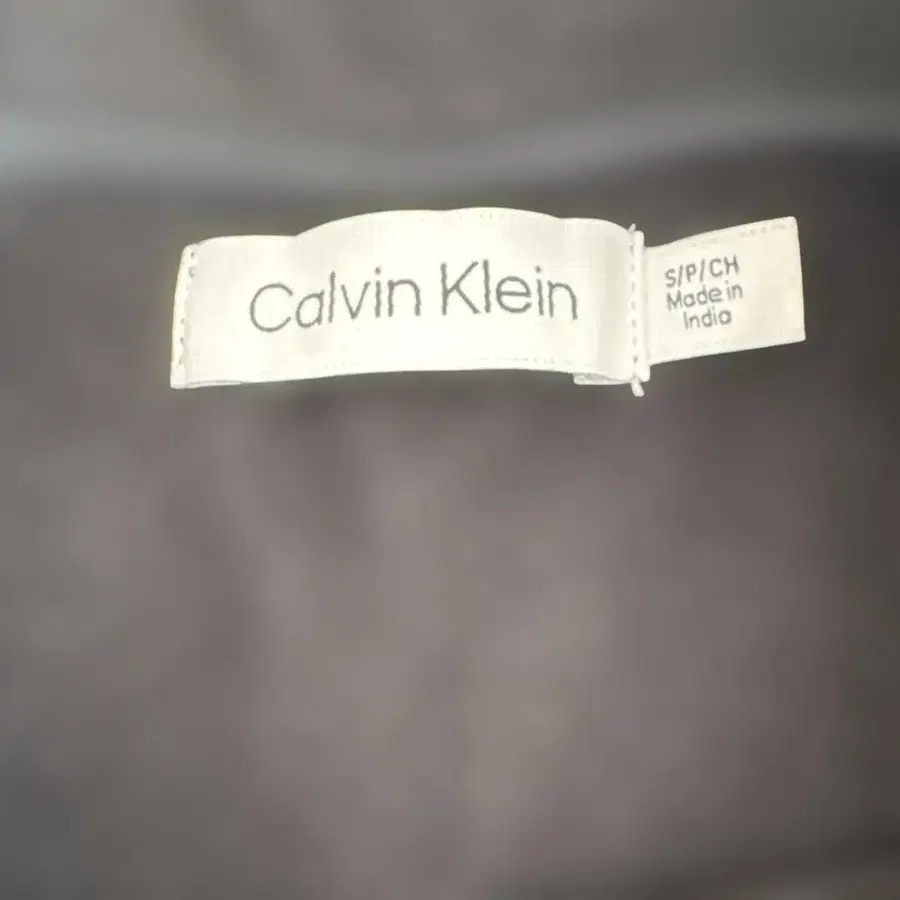 Calvin Klein
S/P/CH
Made in
India